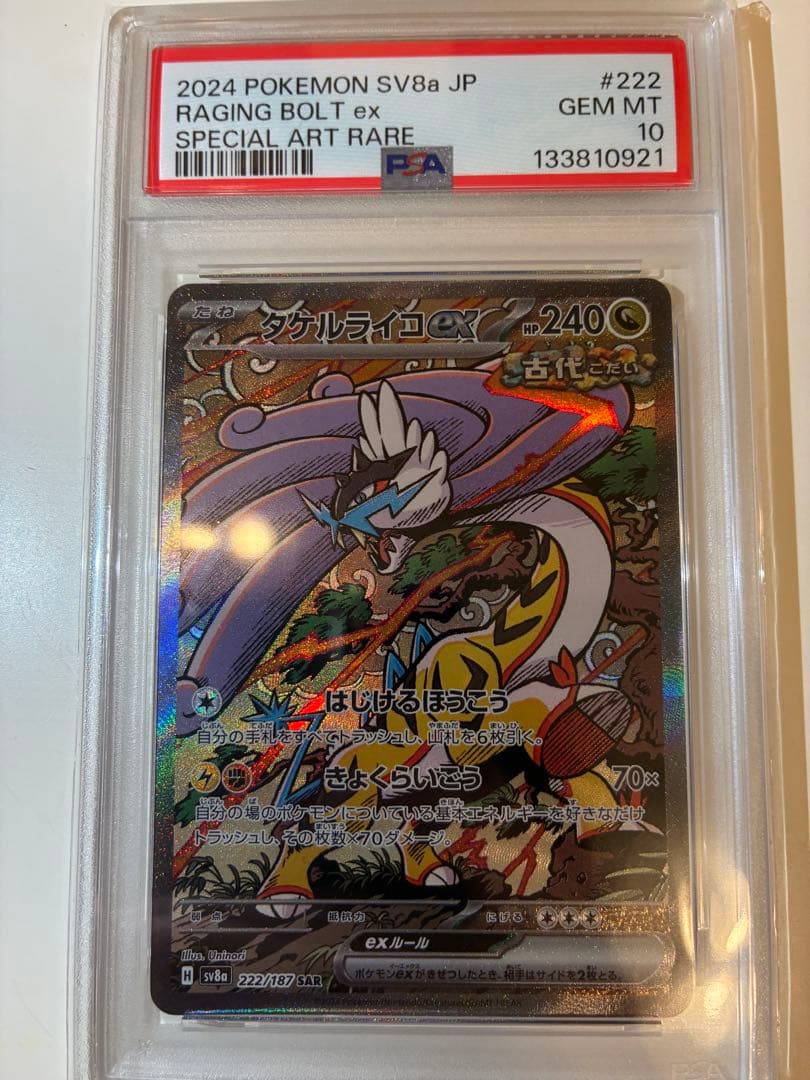 2024 POKEMON SV8a JP #222
RAGING BOLT ex GEM MT
SPECIAL ART RARE 10
PSA 133810921
たね タケルライコex HP240
古代 こだい
はじけるほうこう
自分の手札をすべてトラッシュし、山札を6枚引く。
きょくらいごう 70×
自分の場のポケモンについている基本エネルギーを好きなだけ
トラッシュし、その枚数×70ダメージ。
弱点 抵抗力 にげる
exルール
ポケモンexがきぜつしたとき、相手はサイドを2枚とる。
Illus. Uninori
H sv8a 222/187 SAR
PSA